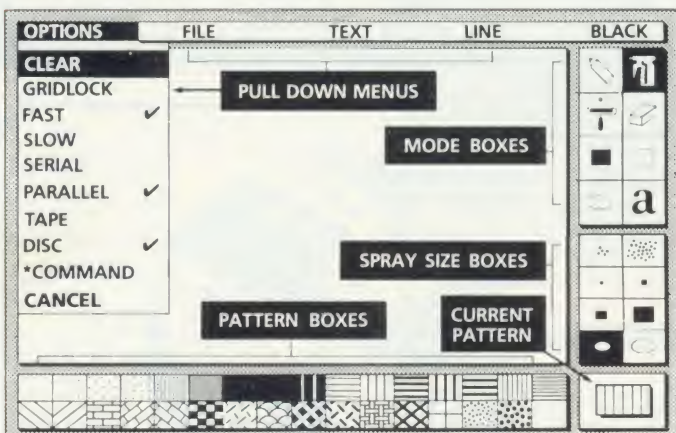 OPTIONS FILE TEXT LINE BLACK
CLEAR
GRIDLOCK
FAST ✔
SLOW
SERIAL
PARALLEL ✔
TAPE
DISC ✔
*COMMAND
CANCEL
PULL DOWN MENUS
MODE BOXES
a
SPRAY SIZE BOXES
PATTERN BOXES
CURRENT
PATTERN